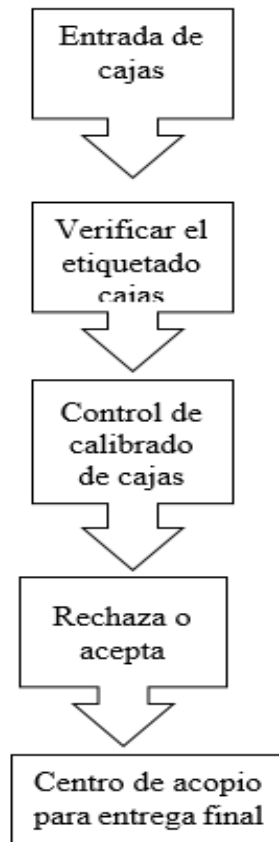 Entrada de
cajas
Verificar el
etiquetado
cajas
Control de
calibrado
de cajas
Rechaza o
acepta
Centro de acopio
para entrega final